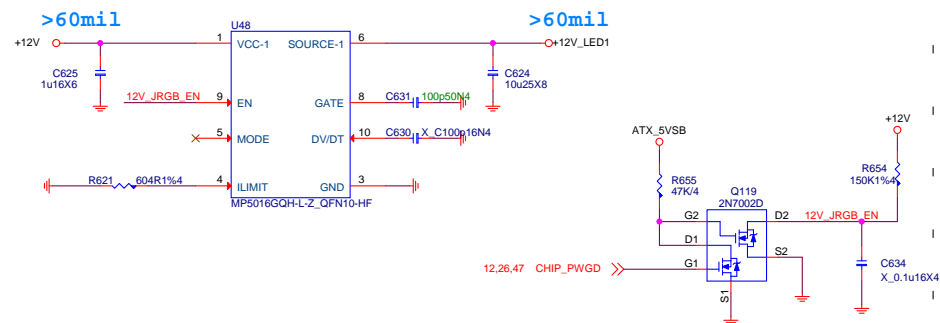 >60mil
>60mil
U48
+12V
1
VCC-1
SOURCE-1
6
+12V_LED1
C625
1u16X6
C624
10u25X8
12V_JRGB_EN
9
EN
GATE
8
C631
100p50N4
5
MODE
DV/DT
10
C630
X_C100p16N4
R621
604R1%4
4
ILIMIT
GND
3
MP5016GQH-L-Z_QFN10-HF
ATX_5VSB
+12V
R655
47K/4
Q119
2N7002D
R654
150K1%4
G2
D2
12V_JRGB_EN
D1
S2
12,26,47 CHIP_PWGD
G1
S1
C634
X_0.1u16X4